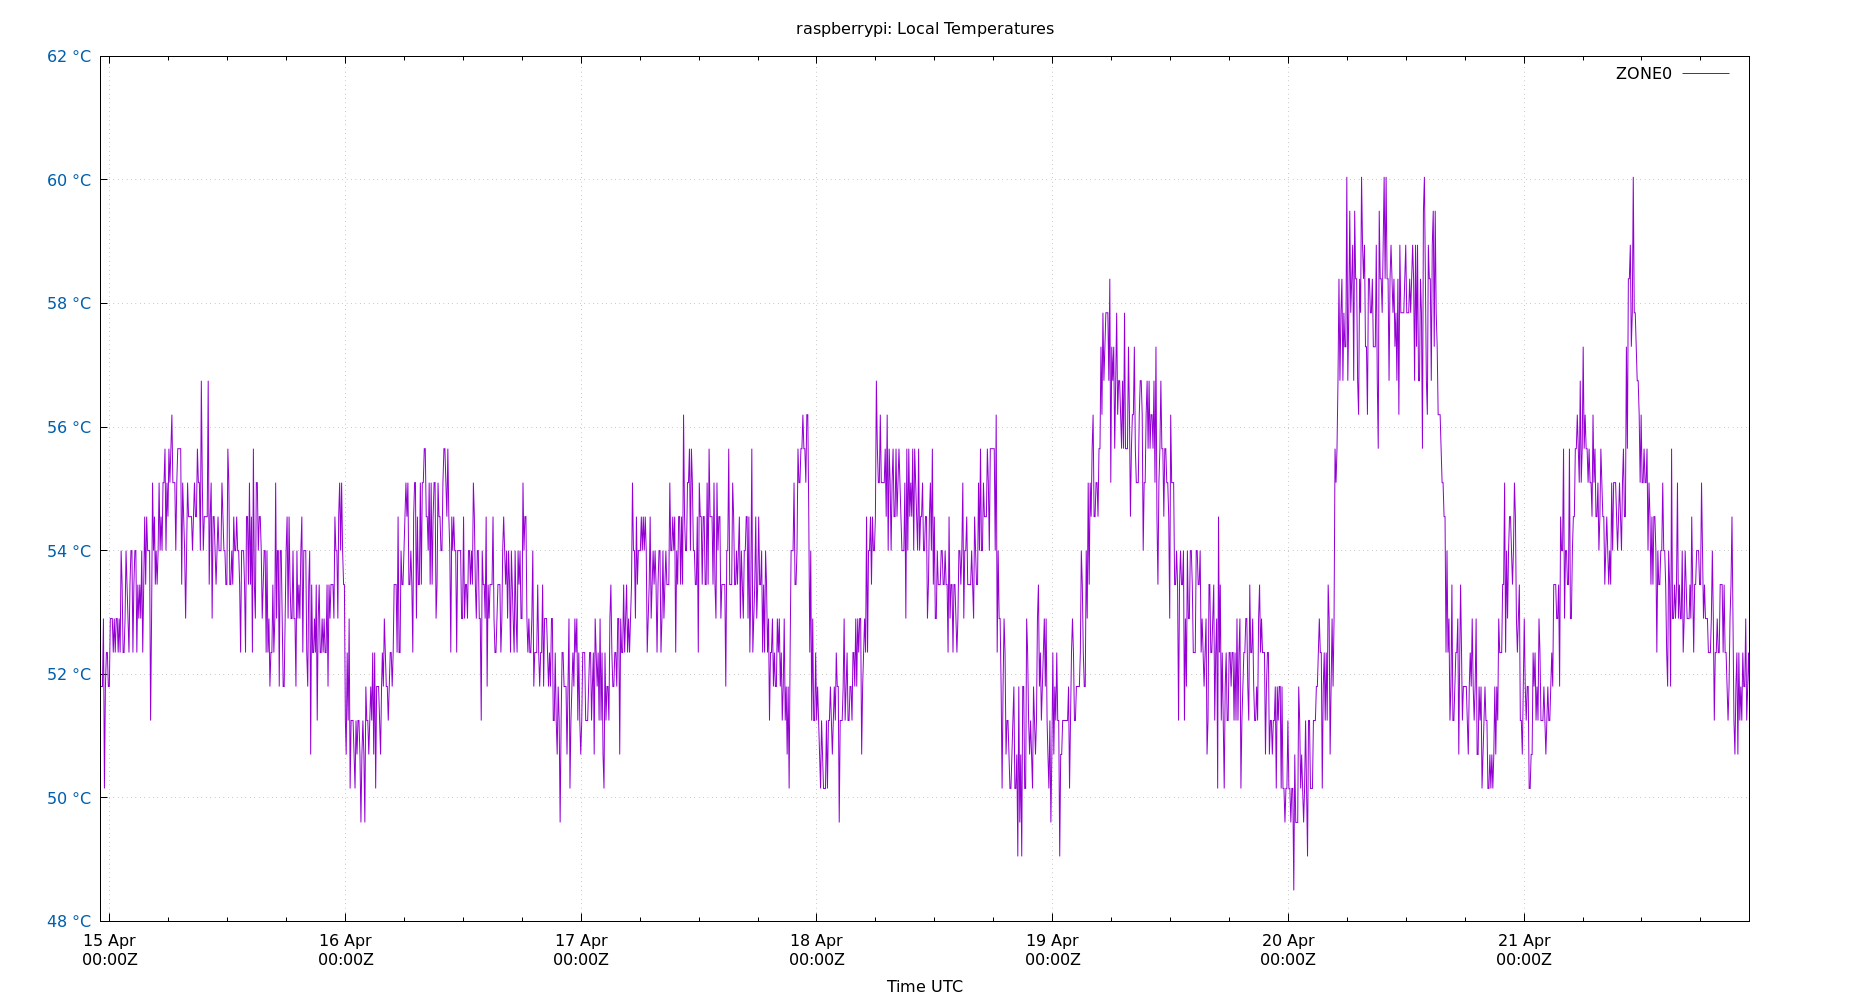 raspberrypi: Local Temperatures
62 °C
ZONE0
60 °C
58 °C
56 °C
54 °C
52 °C
50 °C
48 °C
15 Apr 16 Apr 17 Apr 18 Apr 19 Apr 20 Apr 21 Apr
00:00Z 00:00Z 00:00Z 00:00Z 00:00Z 00:00Z 00:00Z
Time UTC